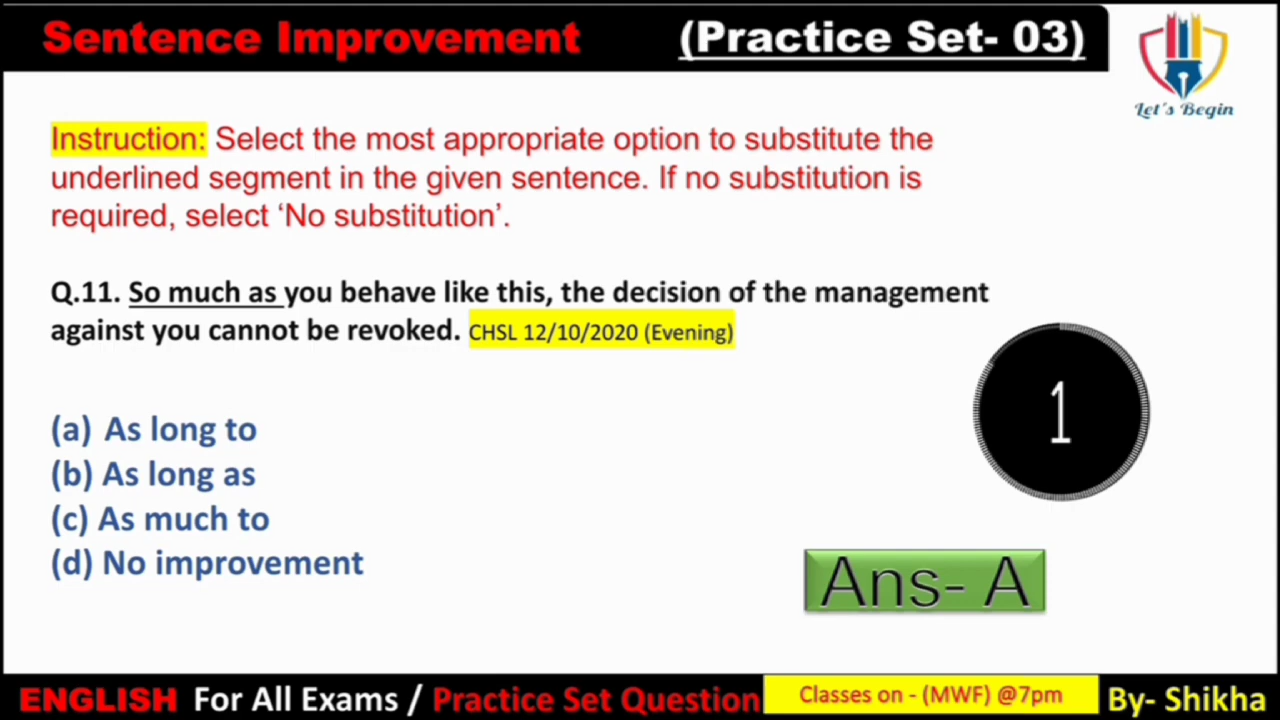 Sentence Improvement (Practice Set- 03)
Let's Begin
Instruction: Select the most appropriate option to substitute the
underlined segment in the given sentence. If no substitution is
required, select ‘No substitution’.
Q.11. So much as you behave like this, the decision of the management
against you cannot be revoked. CHSL 12/10/2020 (Evening)
1
(a) As long to
(b) As long as
(c) As much to
(d) No improvement
Ans- A
ENGLISH For All Exams / Practice Set Question Classes on - (MWF) @7pm By- Shikha